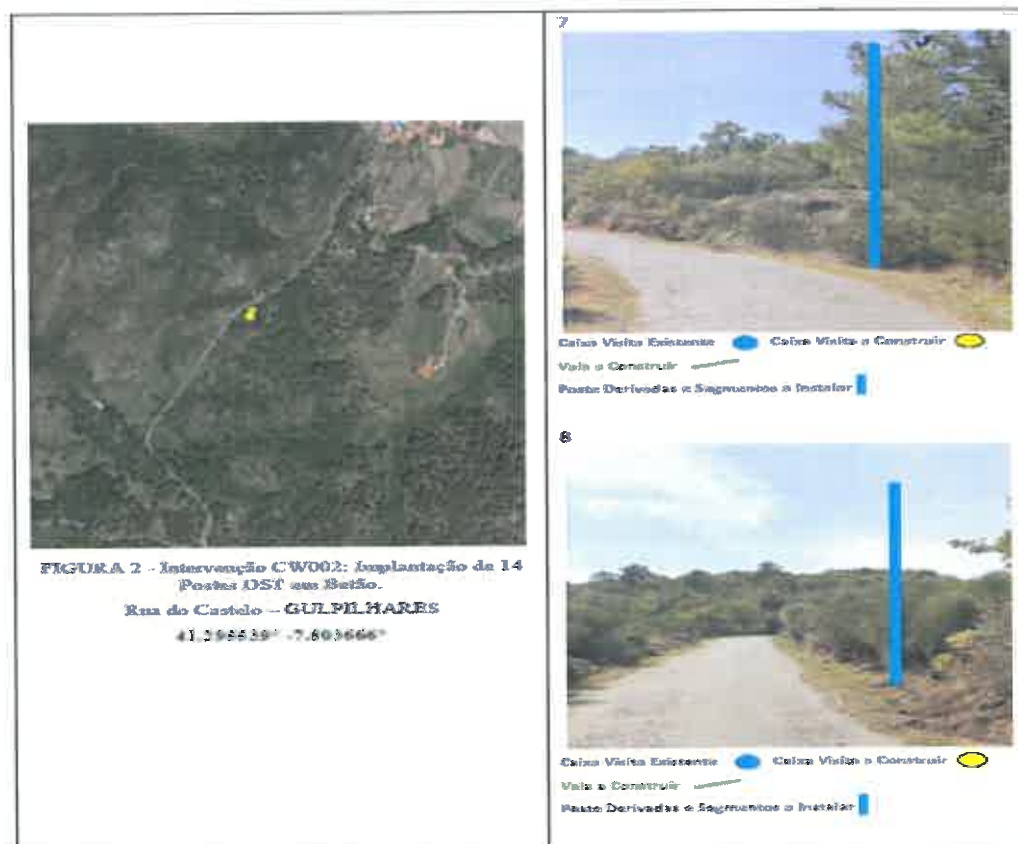 FIGURA 2 - Intervenção CW002: Implantação de 14
Postes DST em Betão.
Rua do Castelo – GULPILHARES
7
Caixa Visita Existente Caixa Visita a Construir
Vala a Construir
Poste Derivadas e Segmentos a Instalar
8
Caixa Visita Existente Caixa Visita a Construir
Vala a Construir
Poste Derivadas e Segmentos a Instalar